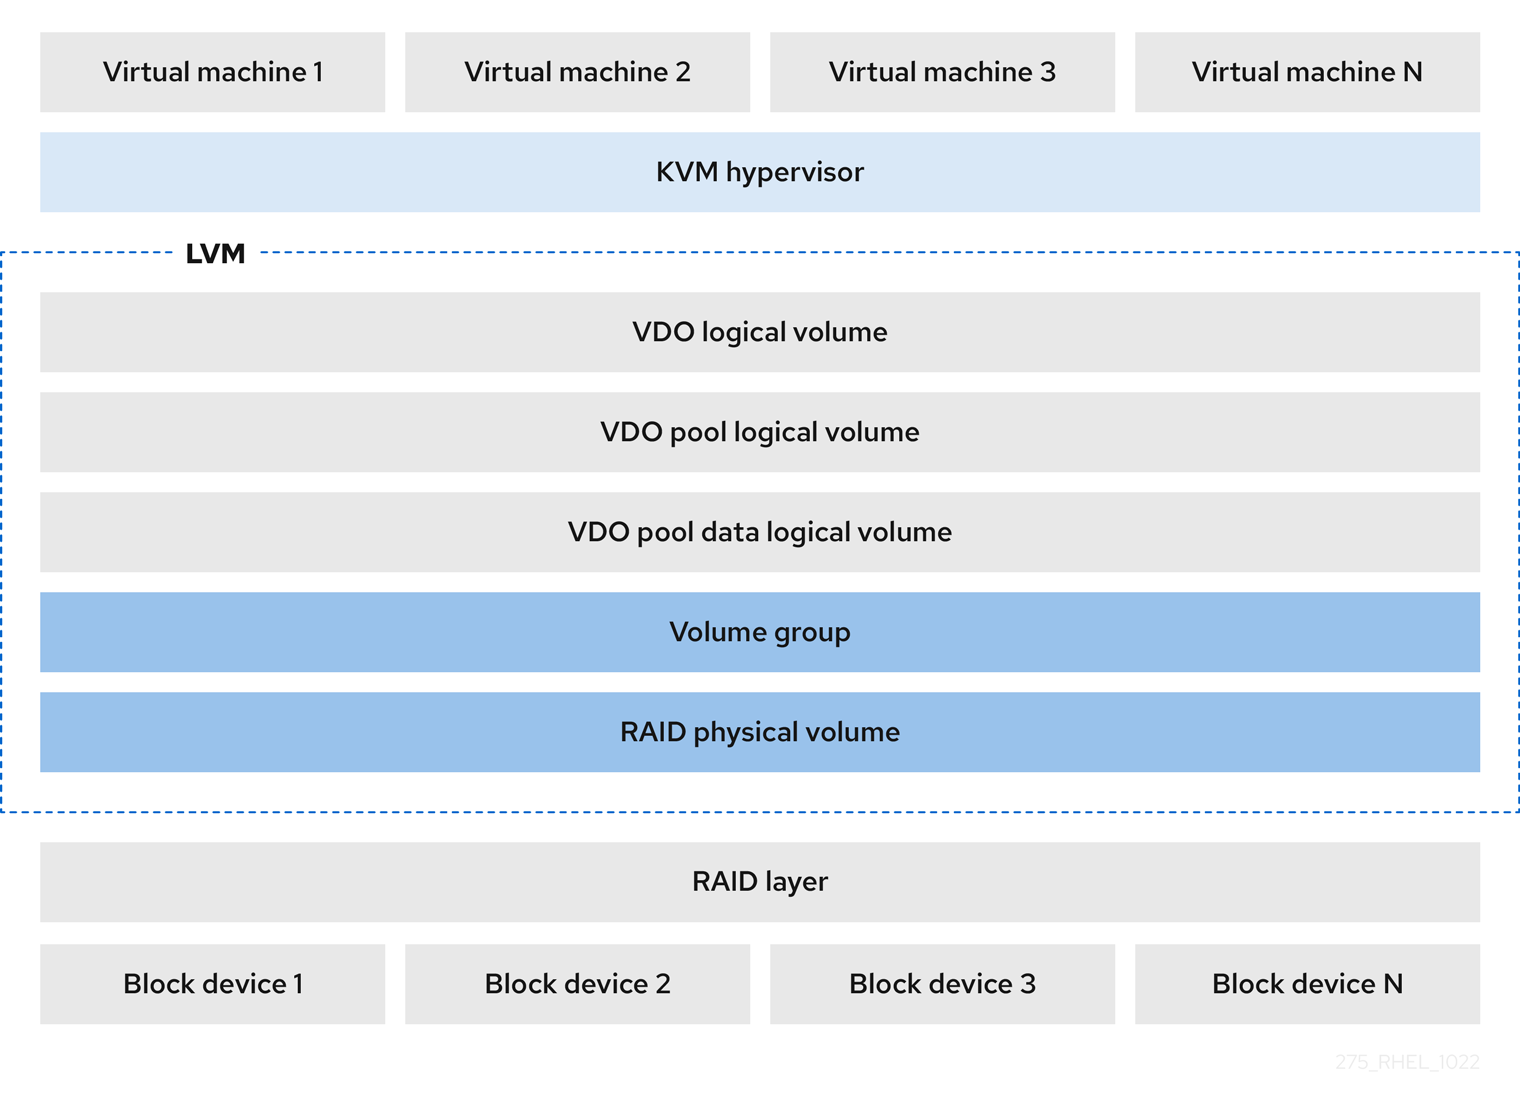 Virtual machine 1
Virtual machine 2
Virtual machine 3
Virtual machine N
KVM hypervisor
LVM
VDO logical volume
VDO pool logical volume
VDO pool data logical volume
Volume group
RAID physical volume
RAID layer
Block device 1
Block device 2
Block device 3
Block device N
275_RHEL_1022